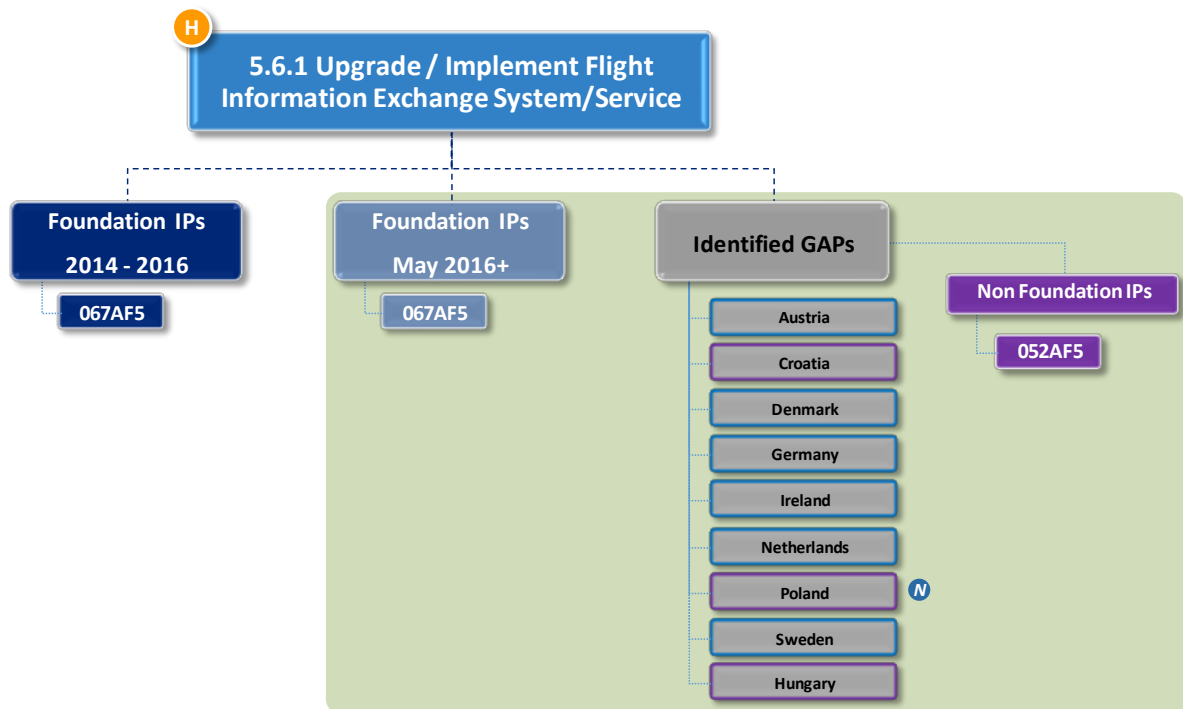 H
5.6.1 Upgrade / Implement Flight
Information Exchange System/Service
Foundation IPs
2014 - 2016
067AF5
Foundation IPs
May 2016+
067AF5
Identified GAPs
Non Foundation IPs
052AF5
Austria
Croatia
Denmark
Germany
Ireland
Netherlands
Poland
N
Sweden
Hungary